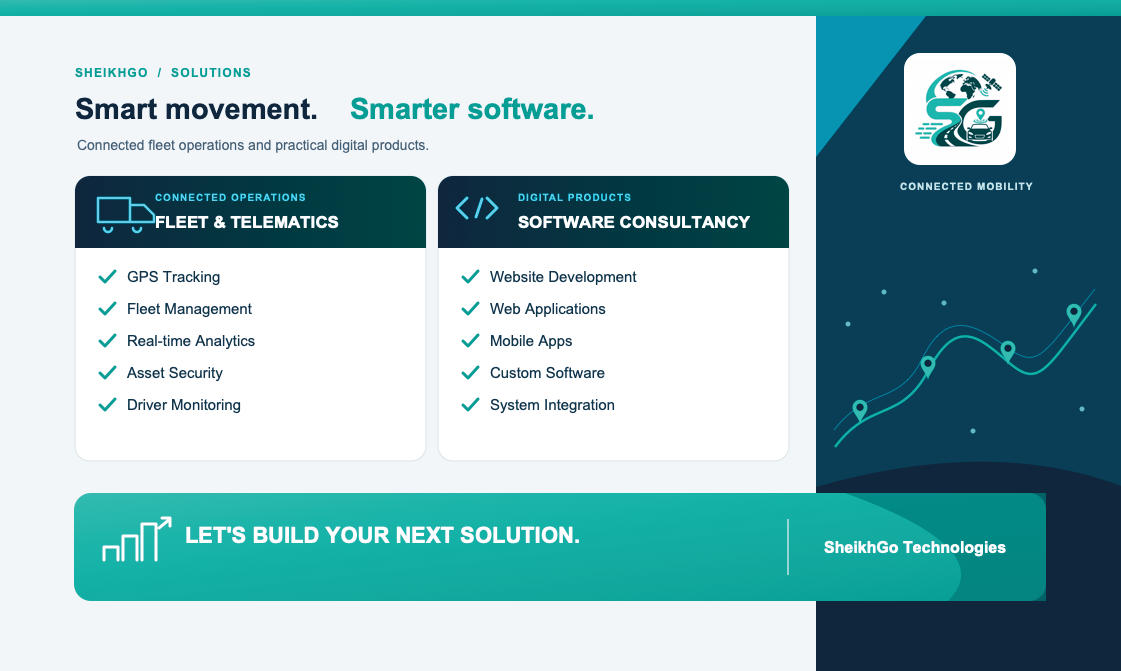 SHEIKHGO / SOLUTIONS
Smart movement. Smarter software.
Connected fleet operations and practical digital products.
CONNECTED OPERATIONS
FLEET & TELEMATICS
GPS Tracking
Fleet Management
Real-time Analytics
Asset Security
Driver Monitoring
DIGITAL PRODUCTS
SOFTWARE CONSULTANCY
Website Development
Web Applications
Mobile Apps
Custom Software
System Integration
SG
CONNECTED MOBILITY
LET'S BUILD YOUR NEXT SOLUTION.
SheikhGo Technologies